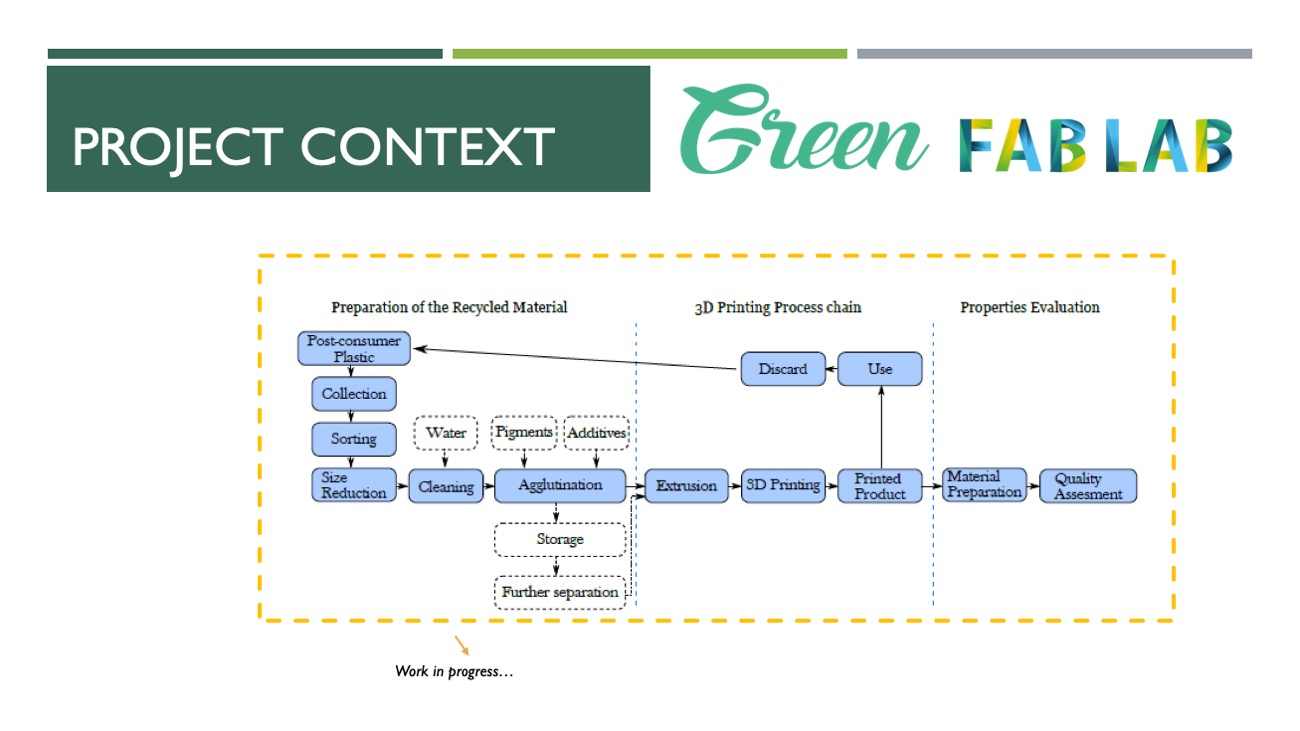 PROJECT CONTEXT
Green FAB LAB
Preparation of the Recycled Material
3D Printing Process chain
Properties Evaluation
Post-consumer
Plastic
Discard
Use
Collection
Sorting
Water
Pigments
Additives
Size
Reduction
Cleaning
Agglutination
Extrusion
3D Printing
Printed
Product
Material
Preparation
Quality
Assesment
Storage
Further separation
Work in progress...